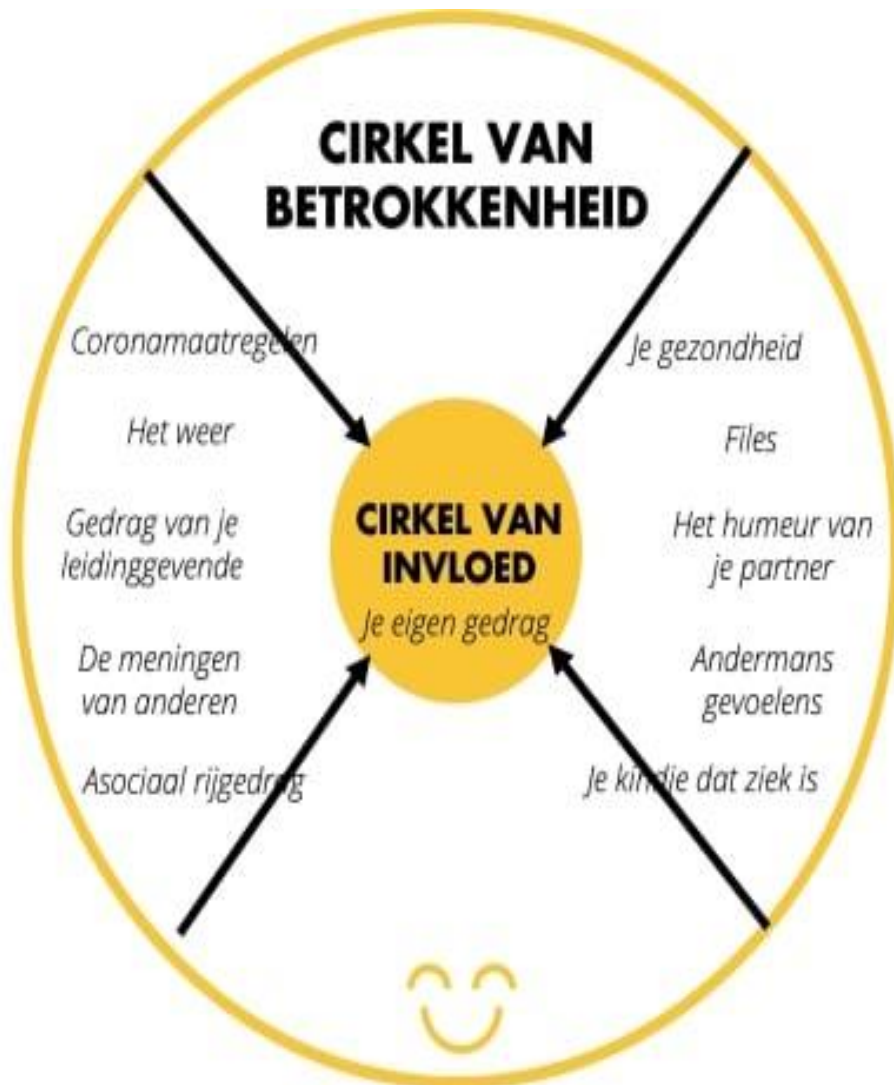 CIRKEL VAN
BETROKKENHEID
Coronamaatregelen
Het weer
Gedrag van je
leidinggevende
De meningen
van anderen
Asociaal rijgedrag
CIRKEL VAN
INVLOED
Je eigen gedrag
Je gezondheid
Files
Het humeur van
je partner
Andermans
gevoelens
Je kindje dat ziek is